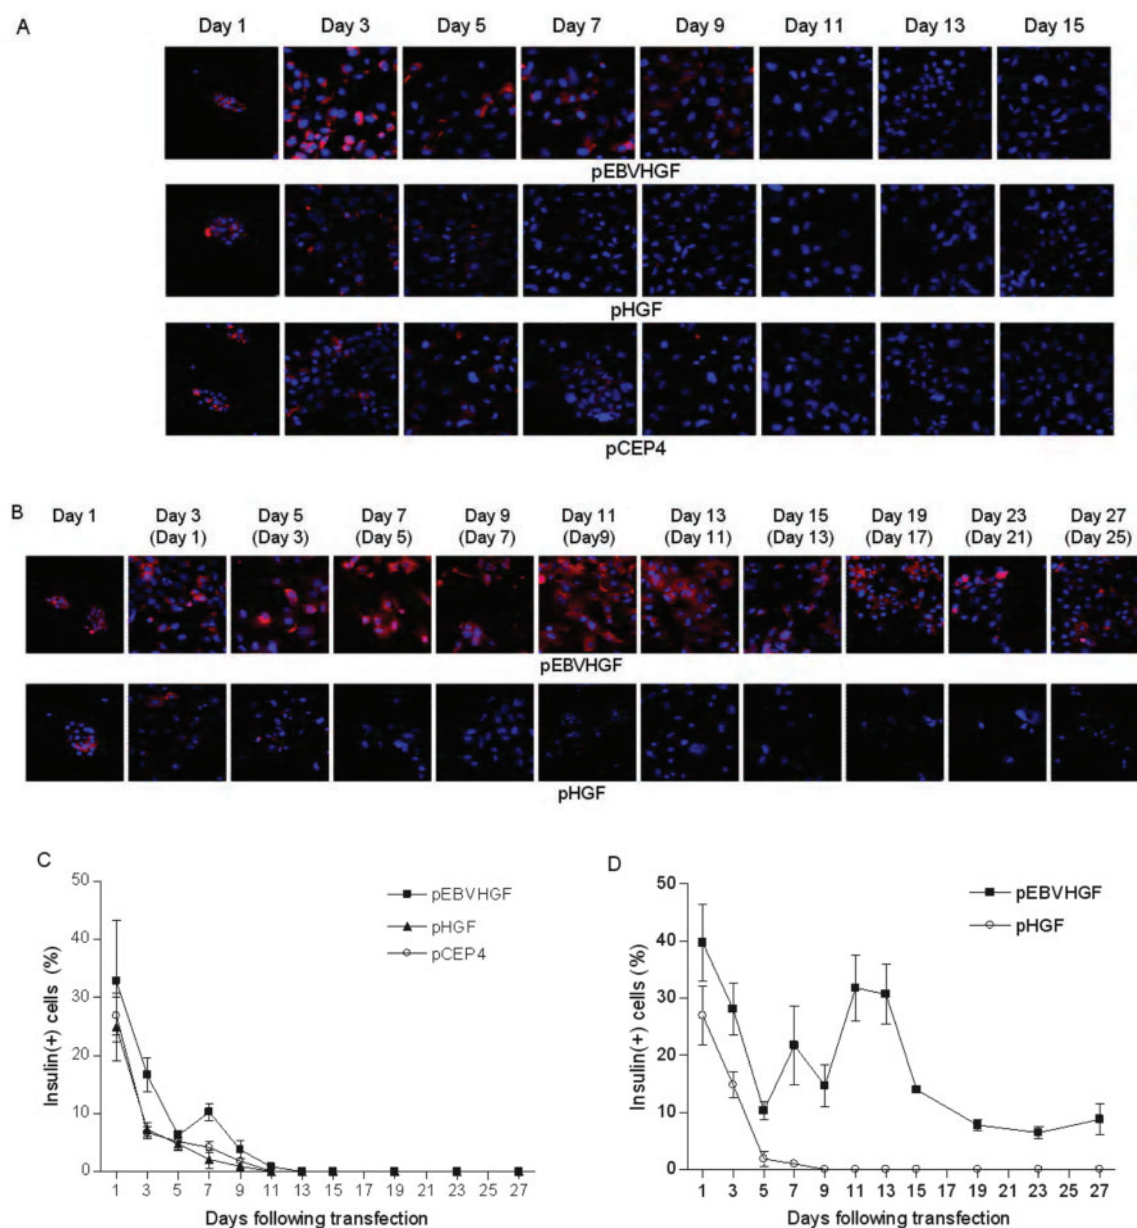 A
Day 1 Day 3 Day 5 Day 7 Day 9 Day 11 Day 13 Day 15
pEBVHGF
pHGF
pCEP4
B
Day 1 Day 3 Day 5 Day 7 Day 9 Day 11 Day 13 Day 15 Day 19 Day 23 Day 27
(Day 1) (Day 3) (Day 5) (Day 7) (Day9) (Day 11) (Day 13) (Day 17) (Day 21) (Day 25)
pEBVHGF
pHGF
C
50
40
30
20
10
0
Insulin(+) cells (%)
pEBVHGF
pHGF
pCEP4
1 3 5 7 9 11 13 15 17 19 21 23 25 27
Days following transfection
D
50
40
30
20
10
0
Insulin(+) cells (%)
pEBVHGF
pHGF
1 3 5 7 9 11 13 15 17 19 21 23 25 27
Days following transfection